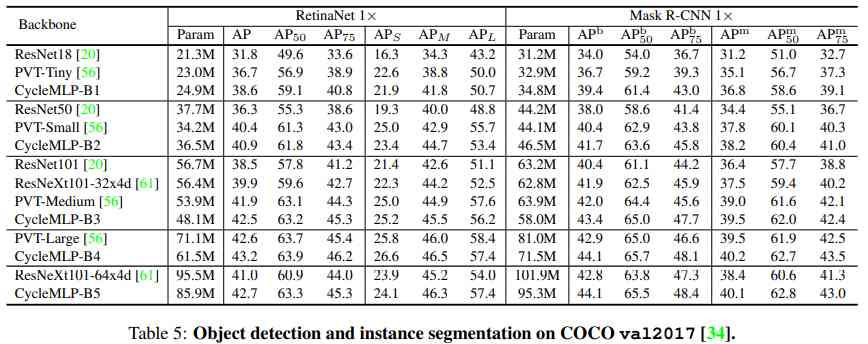 Backbone RetinaNet 1× Mask R-CNN 1×
Param AP AP50 AP75 APS APM APL Param APb APb50 APb75 APm APm50 APm75
ResNet18 [20] 21.3M 31.8 49.6 33.6 16.3 34.3 43.2 31.2M 34.0 54.0 36.7 31.2 51.0 32.7
PVT-Tiny [56] 23.0M 36.7 56.9 38.9 22.6 38.8 50.0 32.9M 36.7 59.2 39.3 35.1 56.7 37.3
CycleMLP-B1 24.9M 38.6 59.1 40.8 21.9 41.8 50.7 34.8M 39.4 61.4 43.0 36.8 58.6 39.1
ResNet50 [20] 37.7M 36.3 55.3 38.6 19.3 40.0 48.8 44.2M 38.0 58.6 41.4 34.4 55.1 36.7
PVT-Small [56] 34.2M 40.4 61.3 43.0 25.0 42.9 55.7 44.1M 40.4 62.9 43.8 37.8 60.1 40.3
CycleMLP-B2 36.5M 40.9 61.8 43.4 23.4 44.7 53.4 46.5M 41.7 63.6 45.8 38.2 60.4 41.0
ResNet101 [20] 56.7M 38.5 57.8 41.2 21.4 42.6 51.1 63.2M 40.4 61.1 44.2 36.4 57.7 38.8
ResNeXt101-32x4d [61] 56.4M 39.9 59.6 42.7 22.3 44.2 52.5 62.8M 41.9 62.5 45.9 37.5 59.4 40.2
PVT-Medium [56] 53.9M 41.9 63.1 44.3 25.0 44.9 57.6 63.9M 42.0 64.4 45.6 39.0 61.6 42.1
CycleMLP-B3 48.1M 42.5 63.2 45.3 25.2 45.5 56.2 58.0M 43.4 65.0 47.7 39.5 62.0 42.4
PVT-Large [56] 71.1M 42.6 63.7 45.4 25.8 46.0 58.4 81.0M 42.9 65.0 46.6 39.5 61.9 42.5
CycleMLP-B4 61.5M 43.2 63.9 46.2 26.6 46.5 57.4 71.5M 44.1 65.7 48.1 40.2 62.7 43.5
ResNeXt101-64x4d [61] 95.5M 41.0 60.9 44.0 23.9 45.2 54.0 101.9M 42.8 63.8 47.3 38.4 60.6 41.3
CycleMLP-B5 85.9M 42.7 63.3 45.3 24.1 46.3 57.4 95.3M 44.1 65.5 48.4 40.1 62.8 43.0
Table 5: Object detection and instance segmentation on COCO val2017 [34].